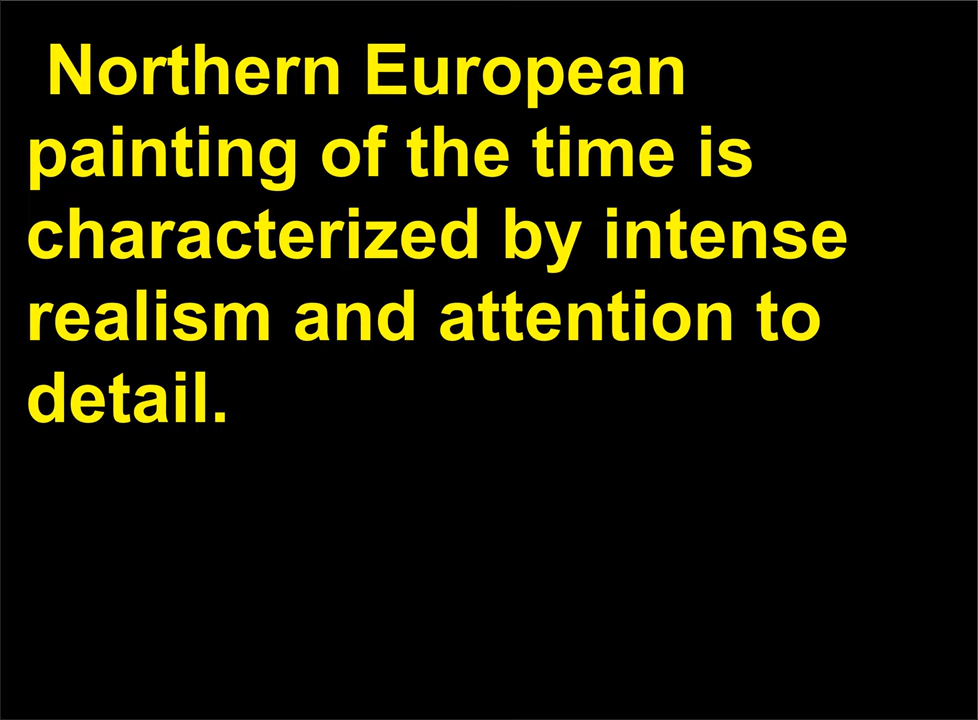 Northern European
painting of the time is
characterized by intense
realism and attention to
detail.